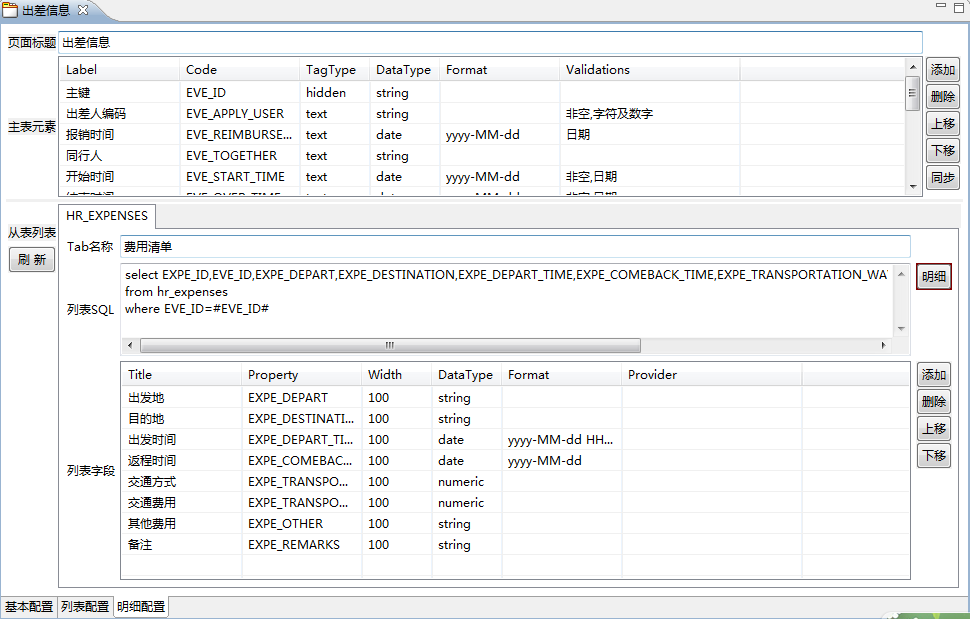 出差信息
页面标题 出差信息
主表元素
Label Code TagType DataType Format Validations
主键 EVE_ID hidden string
出差人编码 EVE_APPLY_USER text string 非空,字符及数字
报销时间 EVE_REIMBURSE... text date yyyy-MM-dd 日期
同行人 EVE_TOGETHER text string
开始时间 EVE_START_TIME text date yyyy-MM-dd 非空,日期
添加
删除
上移
下移
同步
从表列表
刷 新
HR_EXPENSES
Tab名称 费用清单
列表SQL
select EXPE_ID,EVE_ID,EXPE_DEPART,EXPE_DESTINATION,EXPE_DEPART_TIME,EXPE_COMEBACK_TIME,EXPE_TRANSPORTATION_WA
from hr_expenses
where EVE_ID=#EVE_ID#
明细
列表字段
Title Property Width DataType Format Provider
出发地 EXPE_DEPART 100 string
目的地 EXPE_DESTINATI... 100 string
出发时间 EXPE_DEPART_TI... 100 date yyyy-MM-dd HH...
返程时间 EXPE_COMEBAC... 100 date yyyy-MM-dd
交通方式 EXPE_TRANSPO... 100 numeric
交通费用 EXPE_TRANSPO... 100 numeric
其他费用 EXPE_OTHER 100 string
备注 EXPE_REMARKS 100 string
添加
删除
上移
下移
基本配置 列表配置 明细配置